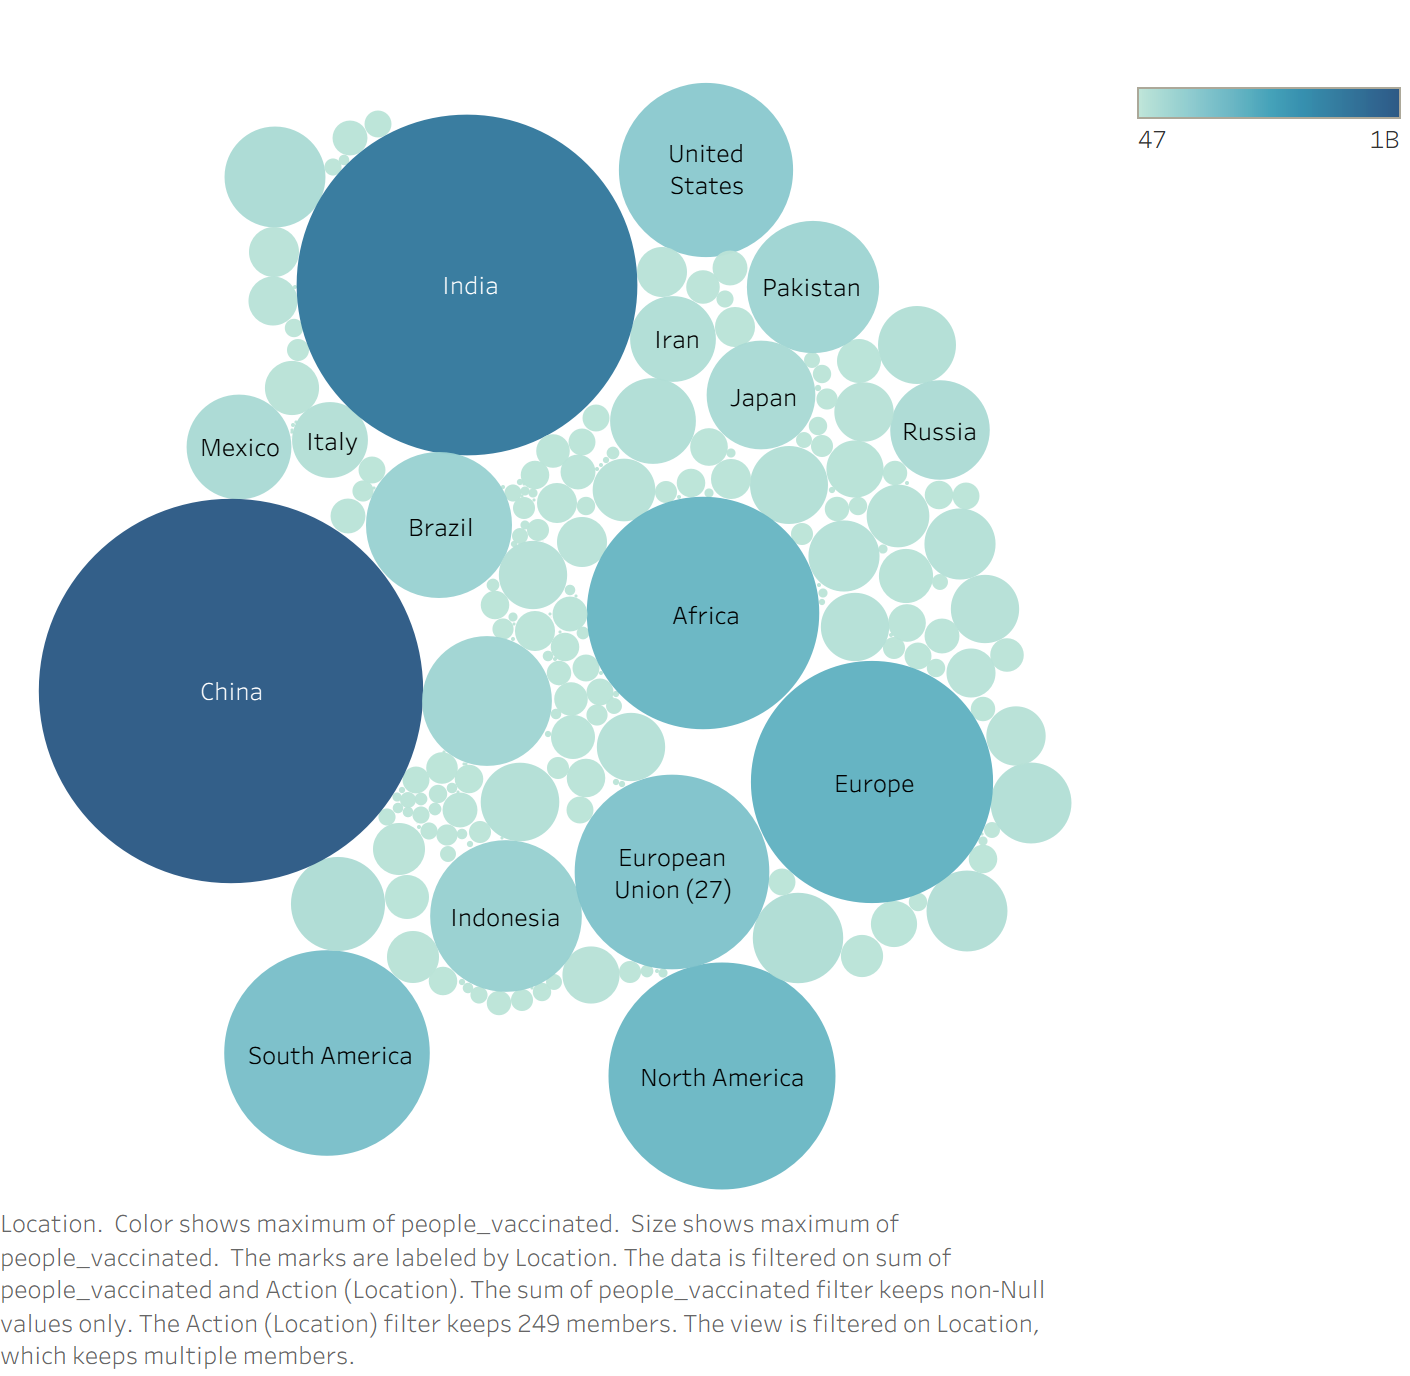 47
1B
United
States
India
Pakistan
Iran
Japan
Russia
Mexico
Italy
Brazil
Africa
China
Europe
European
Union (27)
Indonesia
South America
North America
Location.  Color shows maximum of people_vaccinated.  Size shows maximum of
people_vaccinated.  The marks are labeled by Location. The data is filtered on sum of
people_vaccinated and Action (Location). The sum of people_vaccinated filter keeps non-Null
values only. The Action (Location) filter keeps 249 members. The view is filtered on Location,
which keeps multiple members.